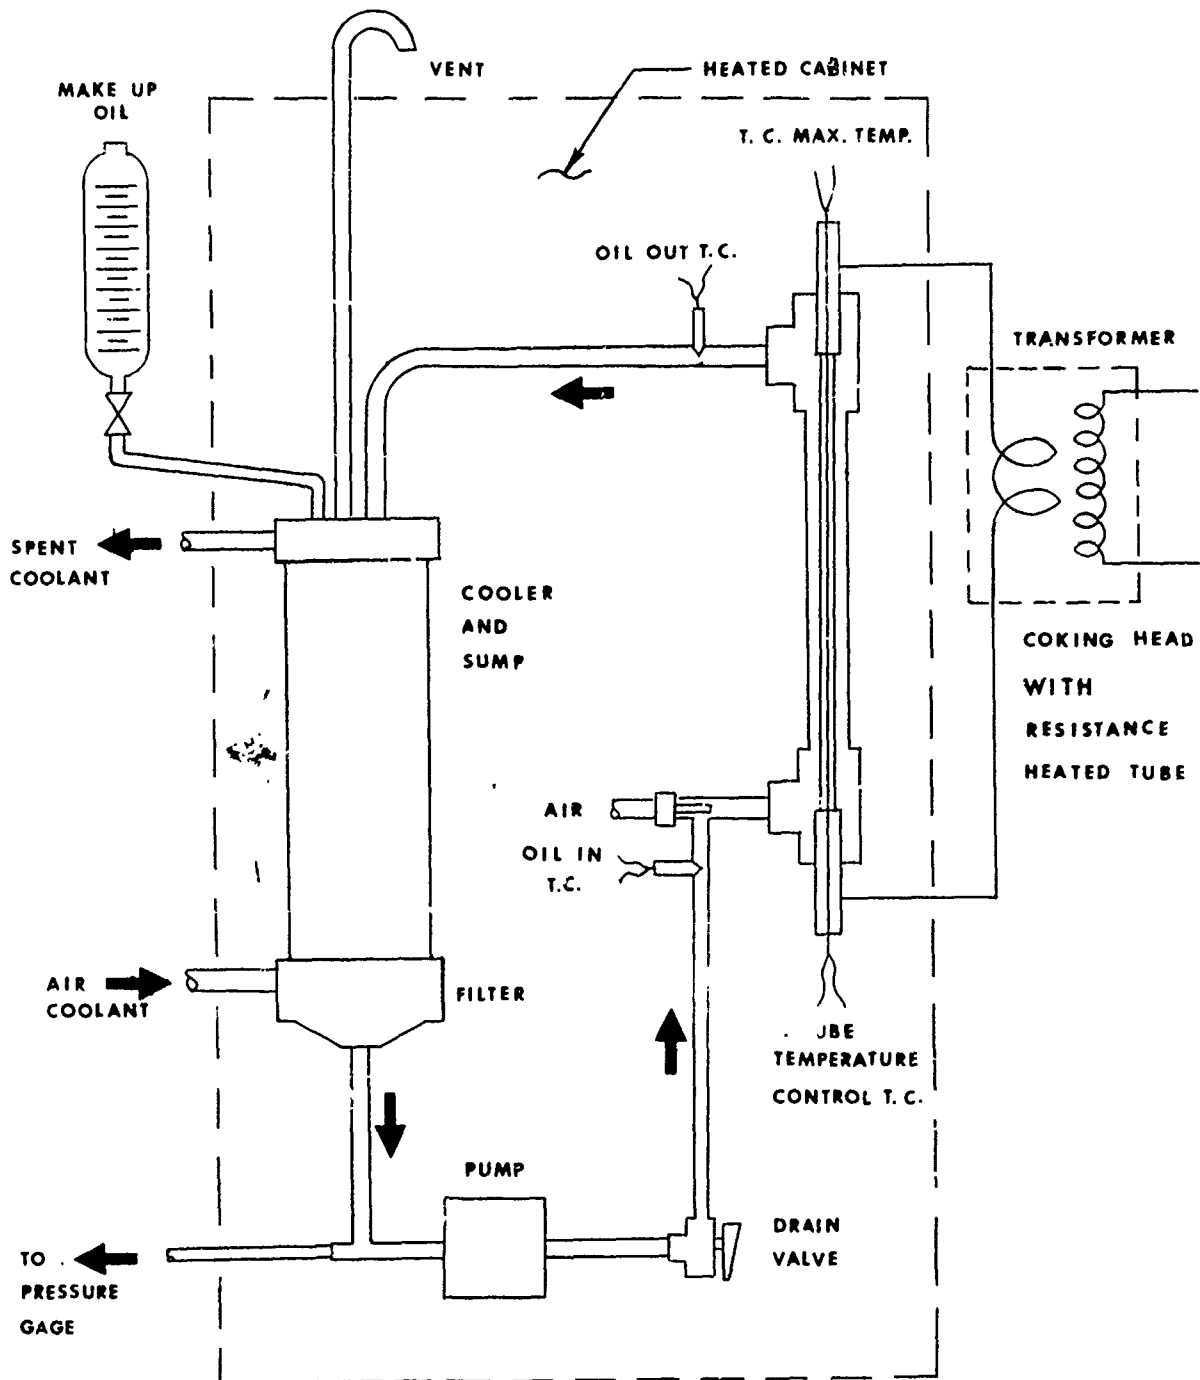 VENT
HEATED CABINET
MAKE UP
OIL
T. C. MAX. TEMP.
OIL OUT T.C.
TRANSFORMER
SPENT
COOLANT
COOLER
AND
SUMP
COKING HEAD
WITH
RESISTANCE
HEATED TUBE
AIR
OIL IN
T.C.
AIR
COOLANT
FILTER
UBE
TEMPERATURE
CONTROL T.C.
PUMP
DRAIN
VALVE
TO
PRESSURE
GAGE